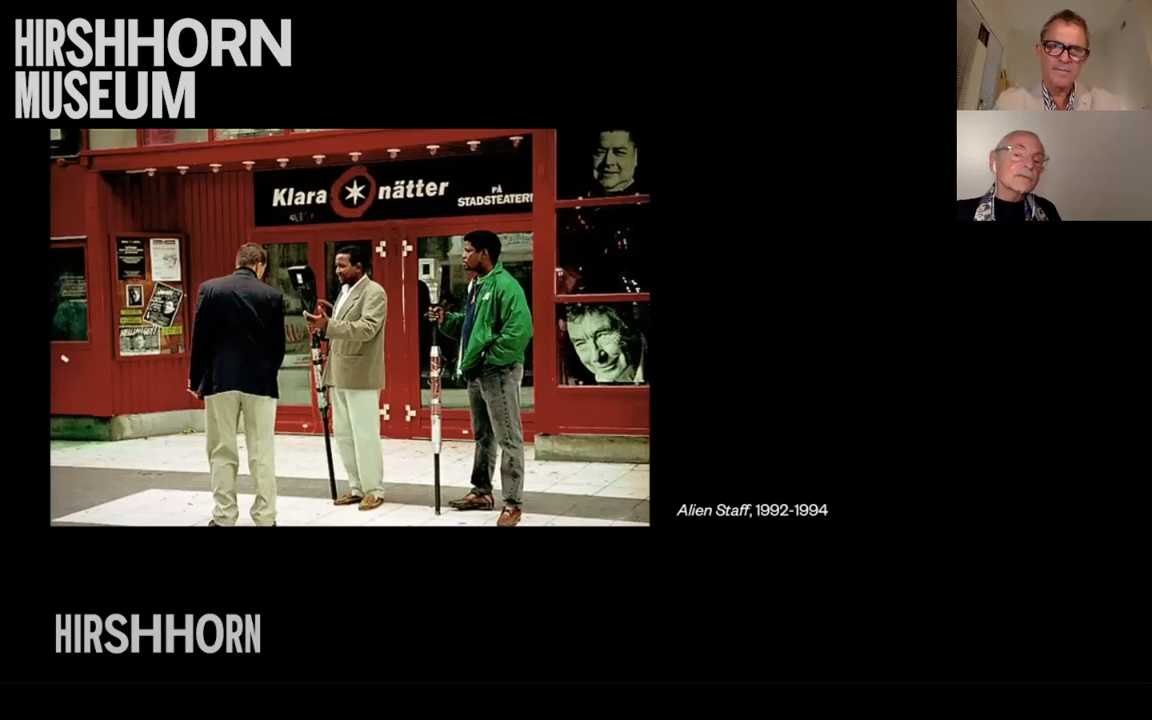 HIRSHHORN
MUSEUM
Klara nätter
PÅ
STADSTEATERN
Alien Staff, 1992-1994
HIRSHHORN